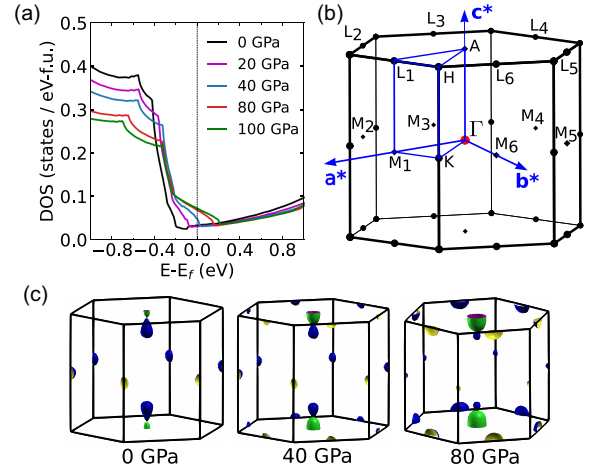 (a)
0.5
0.4
0.3
0.2
0.1
0.0
DOS (states / eV-f.u.)
0 GPa
20 GPa
40 GPa
80 GPa
100 GPa
−0.8 −0.4 0.0 0.4 0.8
E-E_f (eV)
(b)
c*
L₂ L₃ L₄
A
L₁ H L₆ L₅
M₂ M₃ Γ M₄ M₅
M₁ K M₆
a* b*
(c)
0 GPa 40 GPa 80 GPa